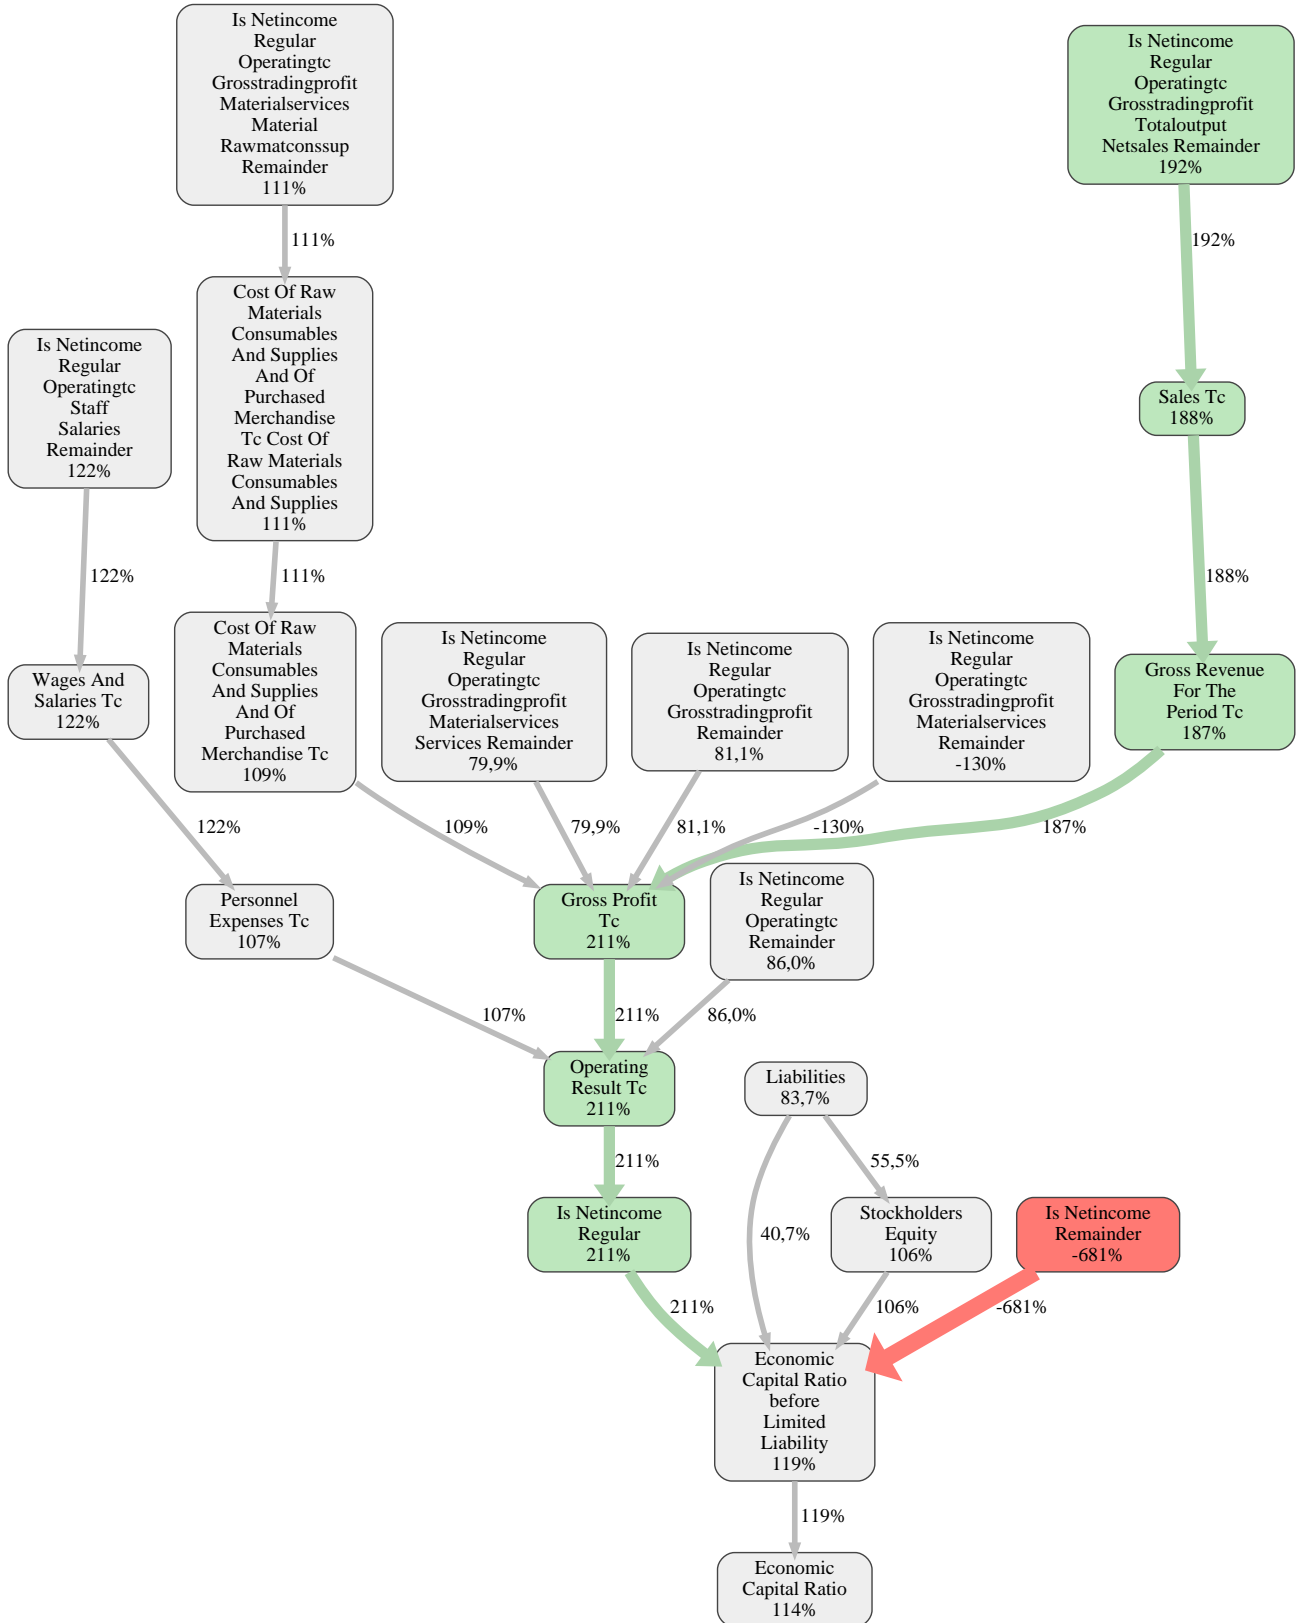 Is Netincome
Regular
Operatingtc
Grosstradingprofit
Materialservices
Material
Rawmatconssup
Remainder
111%
Is Netincome
Regular
Operatingtc
Grosstradingprofit
Totaloutput
Netsales Remainder
192%
111%
192%
Cost Of Raw
Materials
Consumables
And Supplies
And Of
Purchased
Merchandise
Tc Cost Of
Raw Materials
Consumables
And Supplies
111%
Is Netincome
Regular
Operatingtc
Staff
Salaries
Remainder
122%
Sales Tc
188%
122%
111%
188%
Wages And
Salaries Tc
122%
Cost Of Raw
Materials
Consumables
And Supplies
And Of
Purchased
Merchandise Tc
109%
Is Netincome
Regular
Operatingtc
Grosstradingprofit
Materialservices
Services Remainder
79,9%
Is Netincome
Regular
Operatingtc
Grosstradingprofit
Remainder
81,1%
Is Netincome
Regular
Operatingtc
Grosstradingprofit
Materialservices
Remainder
-130%
Gross Revenue
For The
Period Tc
187%
122%
109%
79,9%
81,1%
-130%
187%
Personnel
Expenses Tc
107%
Gross Profit
Tc
211%
Is Netincome
Regular
Operatingtc
Remainder
86,0%
107%
211%
86,0%
Operating
Result Tc
211%
Liabilities
83,7%
211%
55,5%
Is Netincome
Regular
211%
40,7%
Stockholders
Equity
106%
Is Netincome
Remainder
-681%
211%
106%
-681%
Economic
Capital Ratio
before
Limited
Liability
119%
119%
Economic
Capital Ratio
114%